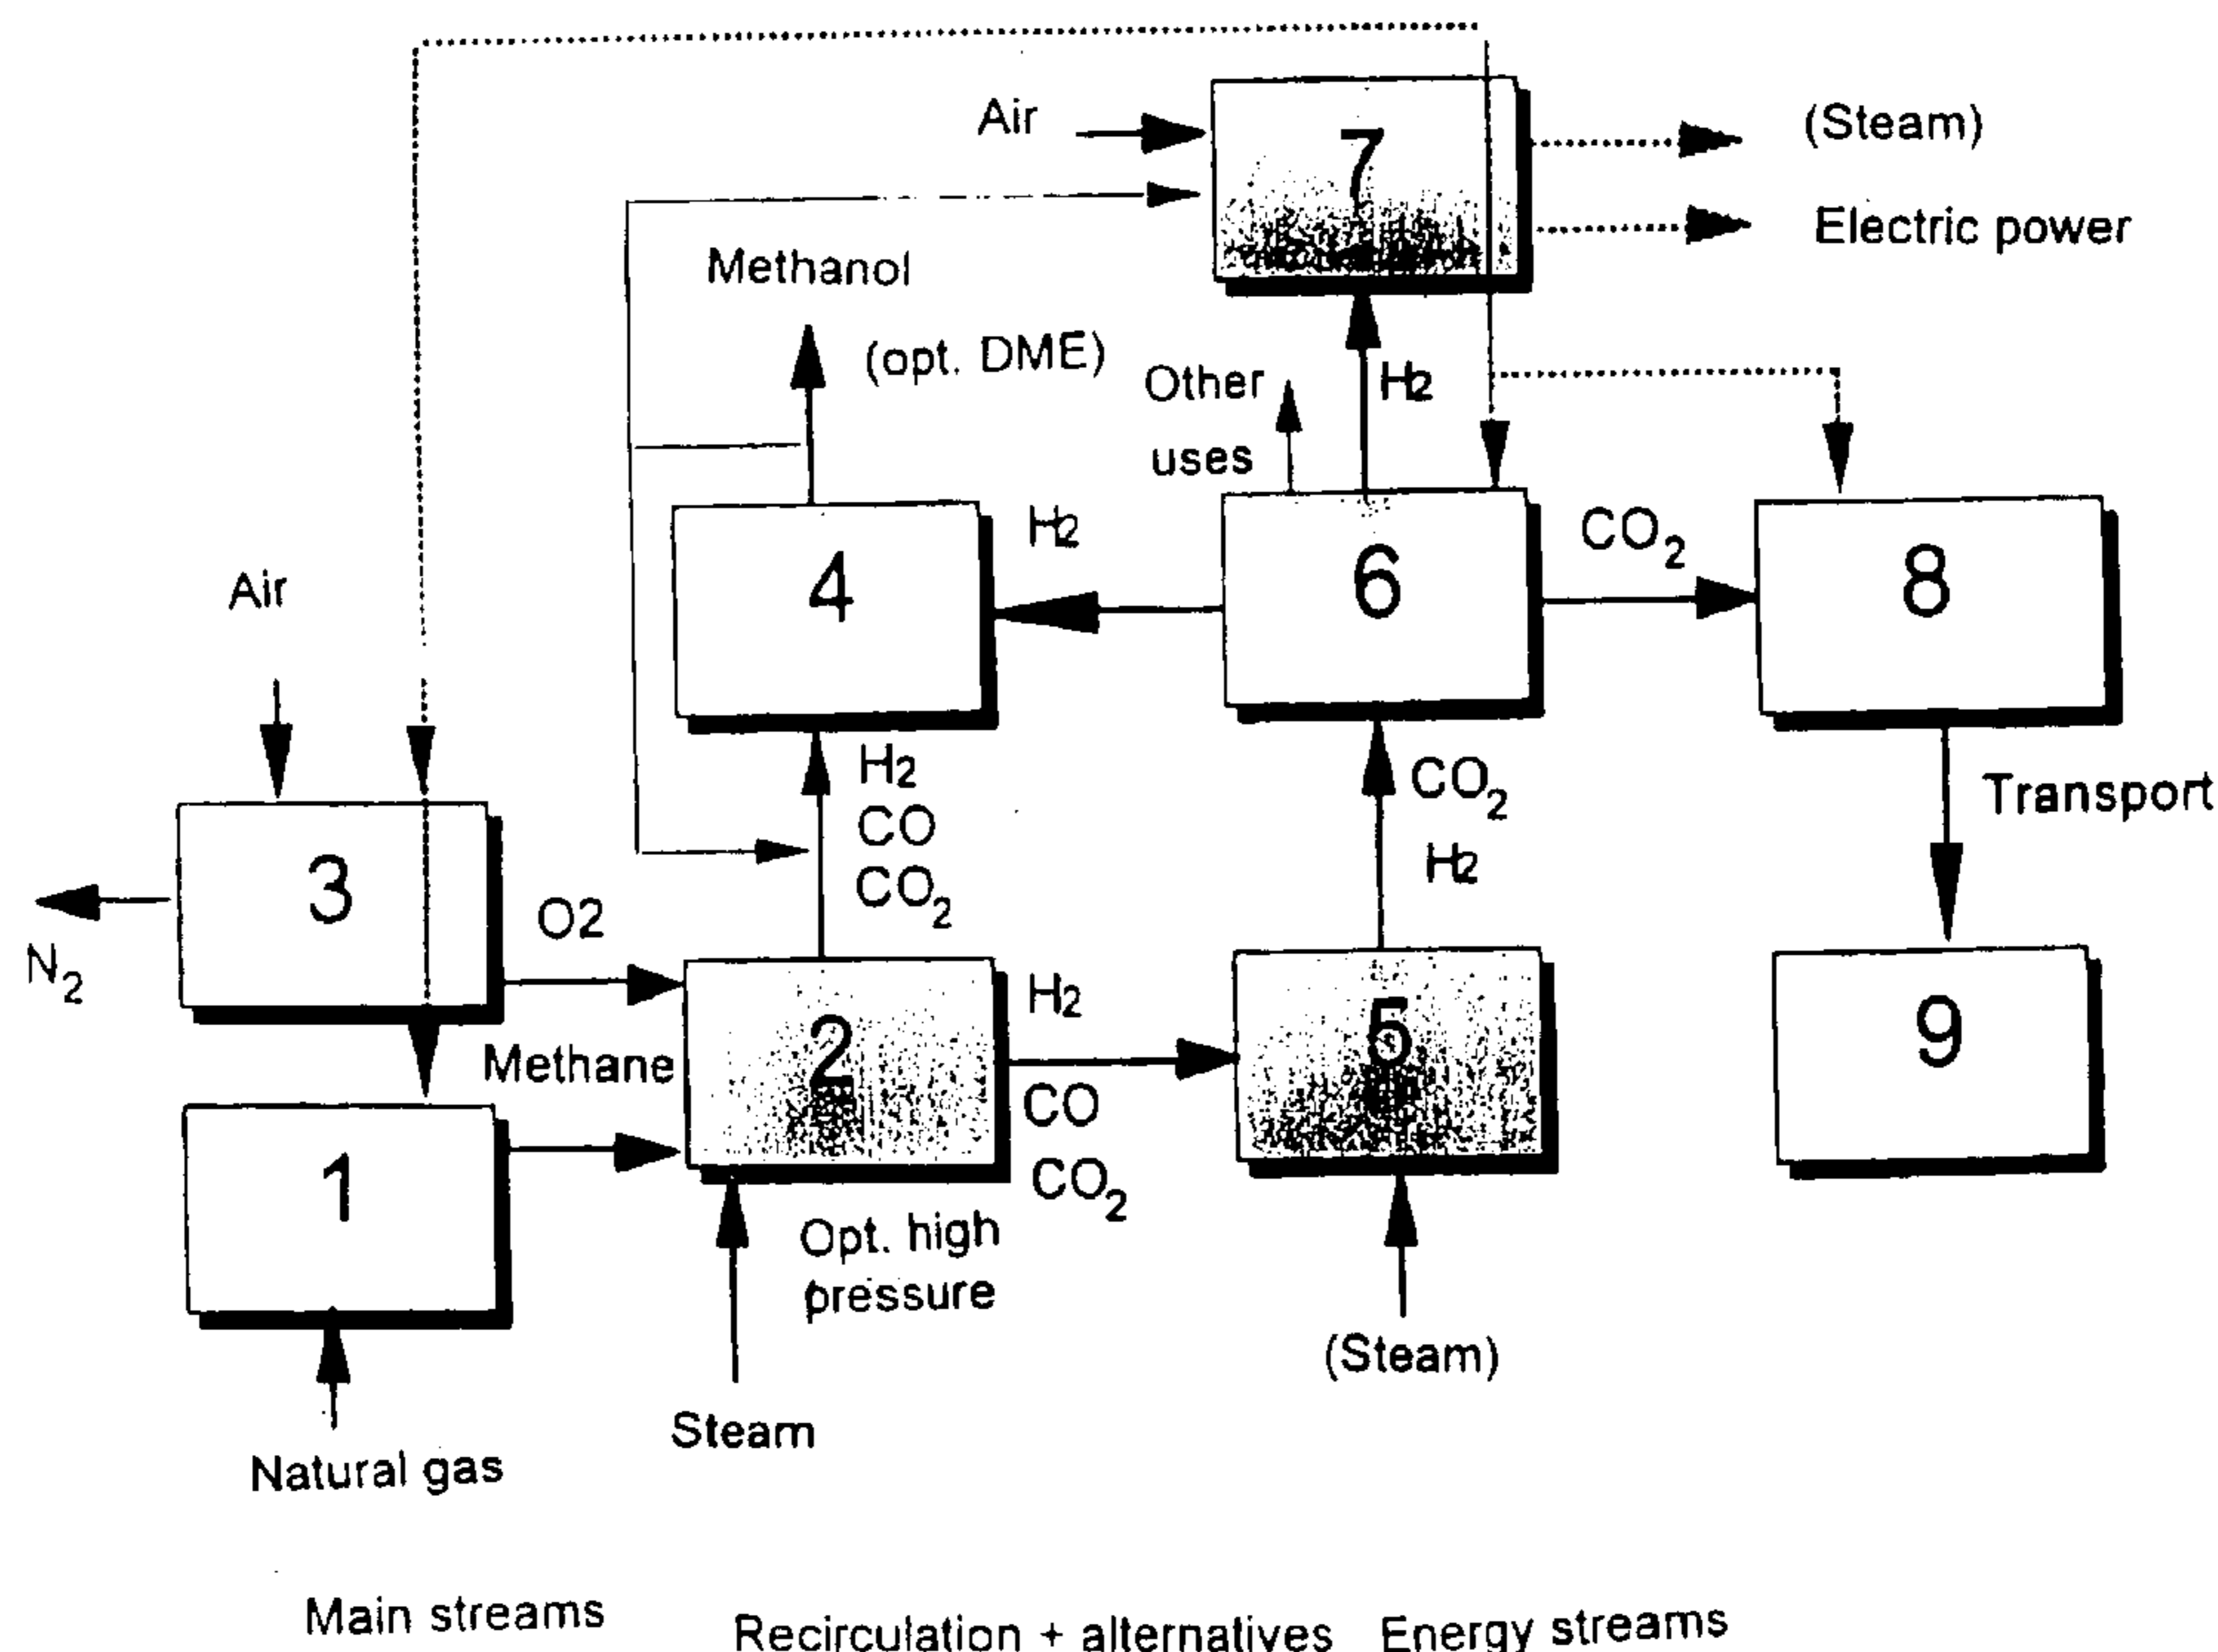 Air
7
(Steam)
Electric power
Methanol
(opt. DME)
Other
uses
H2
Air
4
H2
6
CO2
8
H2
CO
CO2
CO2
H2
Transport
3
N2
O2
Methane
2
H2
CO
CO2
5
9
1
Opt. high
pressure
(Steam)
Steam
Natural gas
Main streams
Recirculation + alternatives
Energy streams